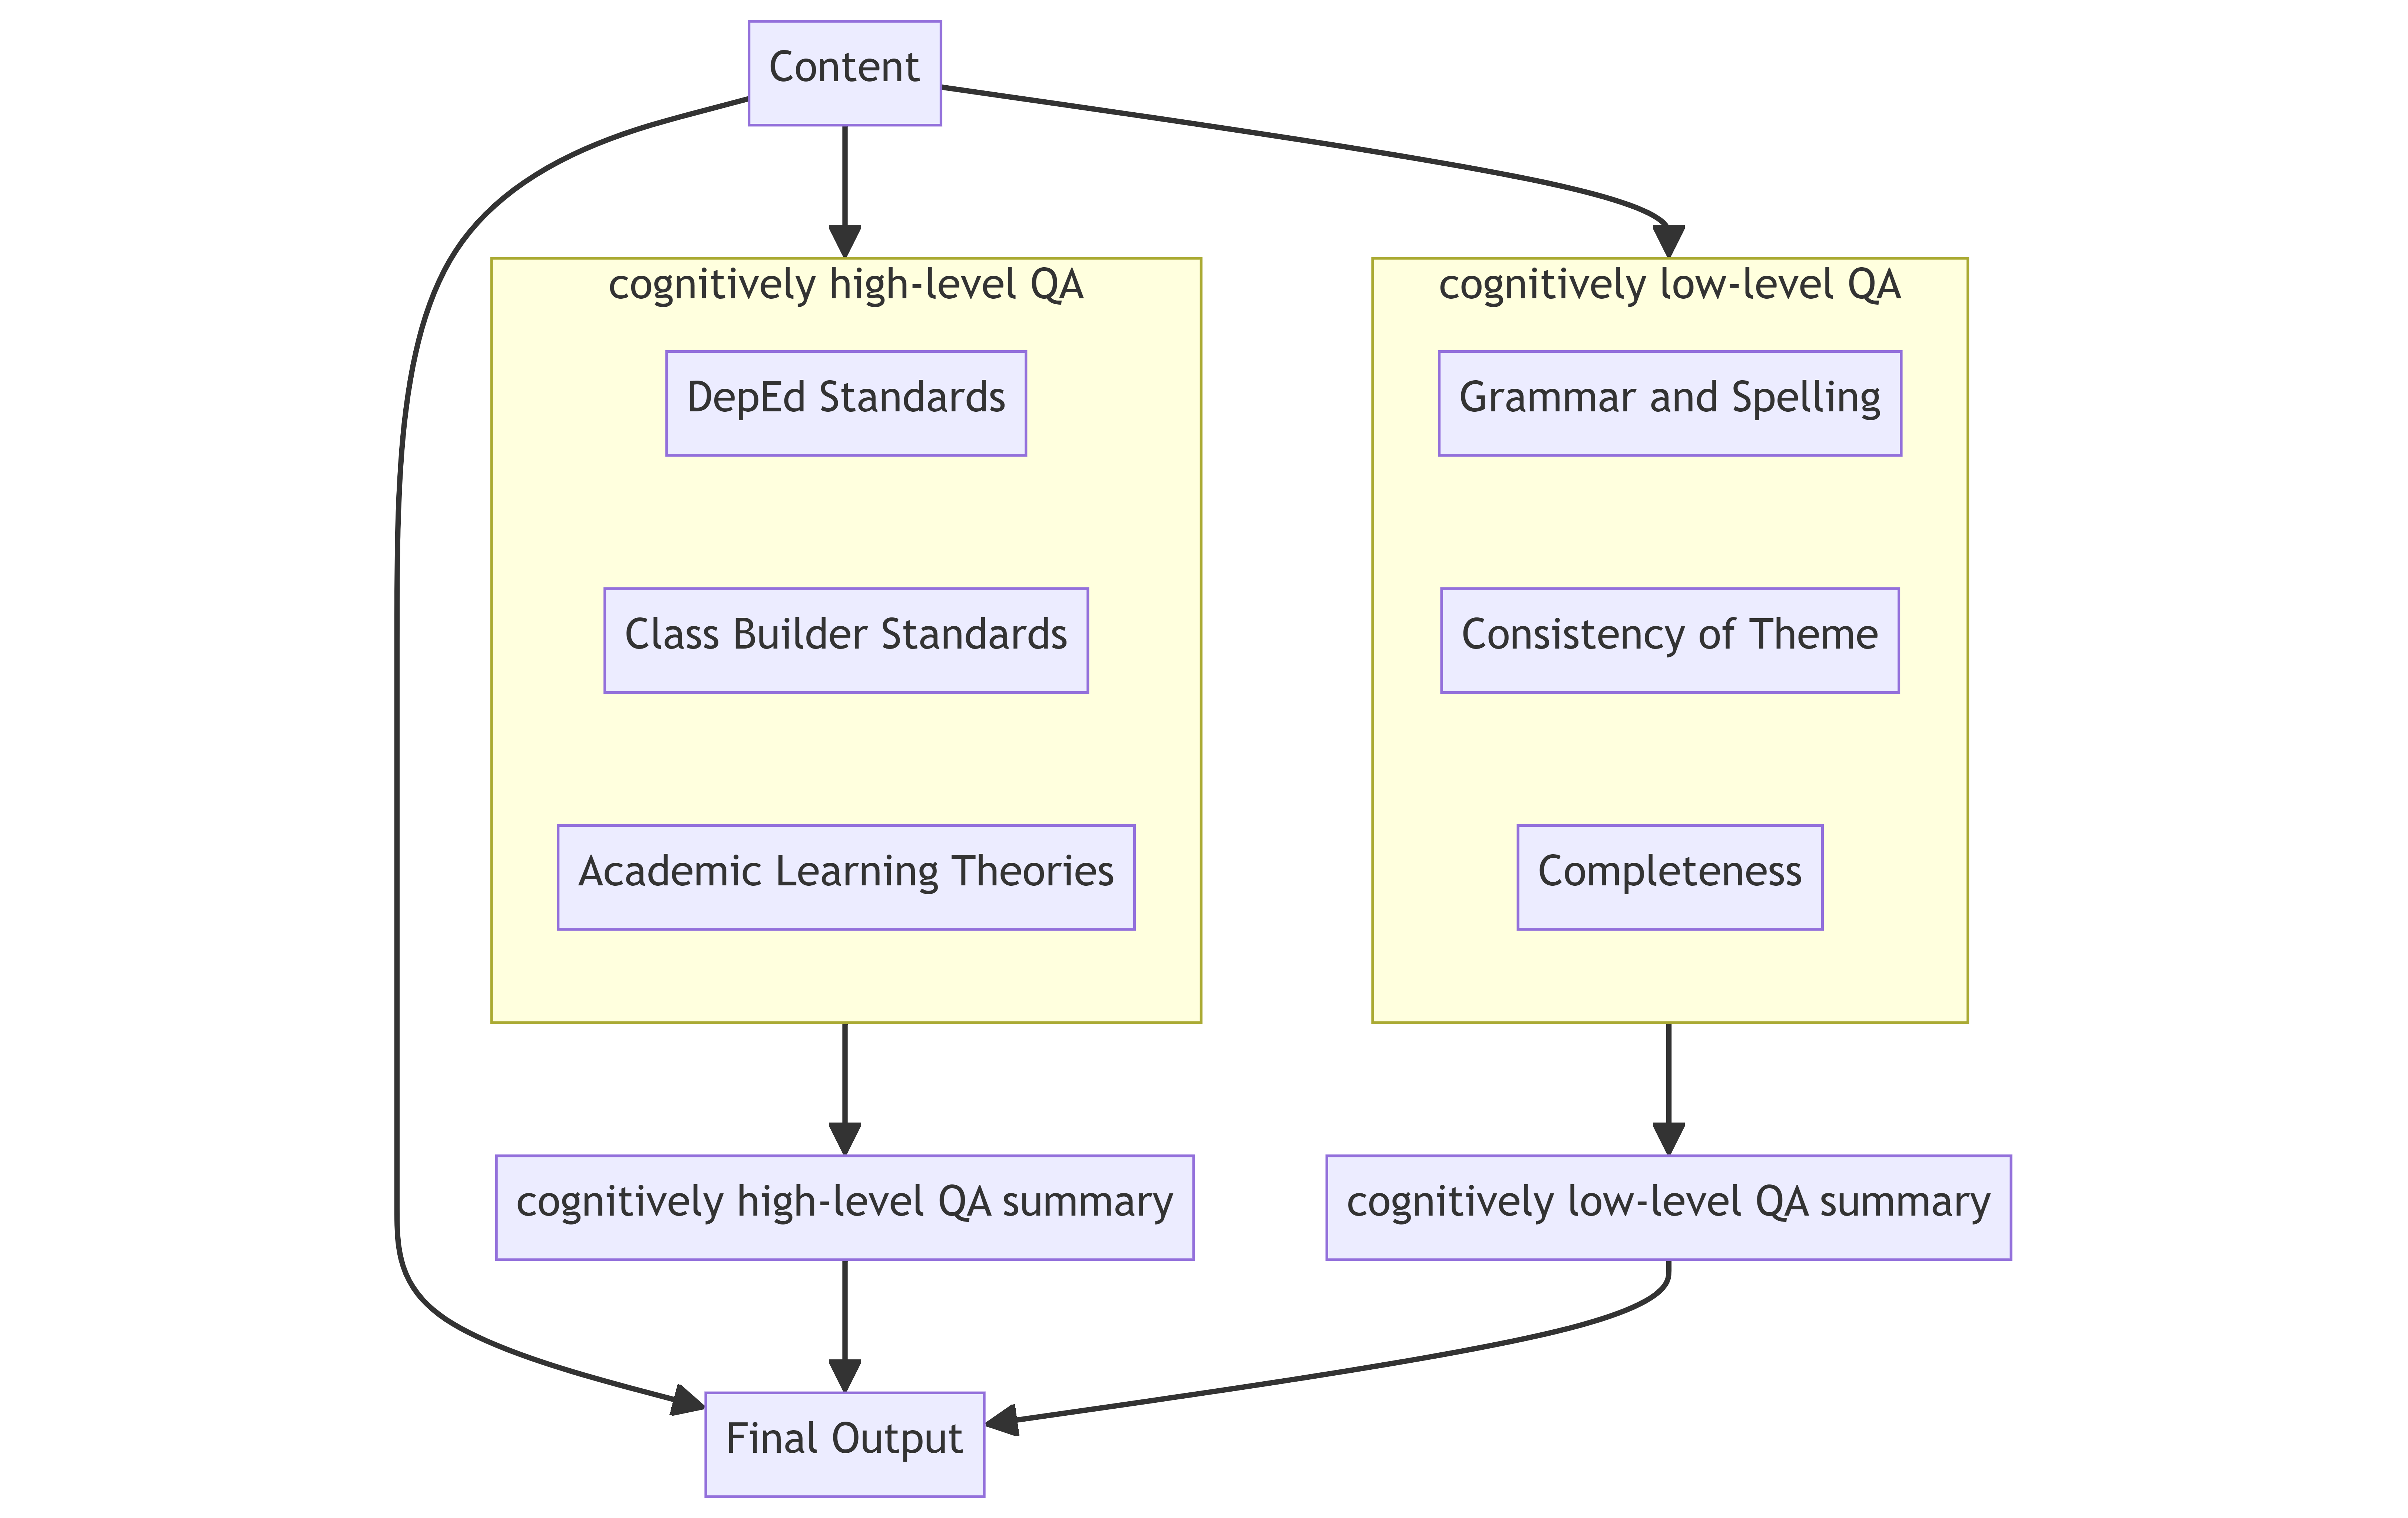 Content
cognitively high-level QA
DepEd Standards
Class Builder Standards
Academic Learning Theories
cognitively low-level QA
Grammar and Spelling
Consistency of Theme
Completeness
cognitively high-level QA summary
cognitively low-level QA summary
Final Output